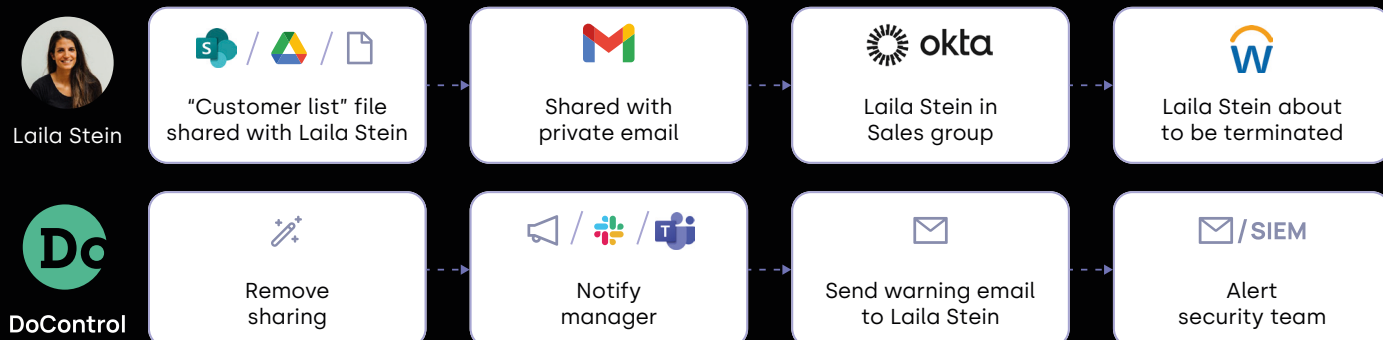 S
okta
W
“Customer list” file
shared with Laila Stein
Shared with
private email
Laila Stein in
Sales group
Laila Stein about
to be terminated
Laila Stein
Do
T
/ SIEM
Remove
sharing
Notify
manager
Send warning email
to Laila Stein
Alert
security team
DoControl